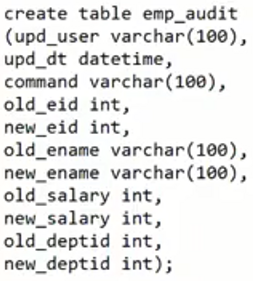 create table emp_audit
(upd_user varchar(100),
upd_dt datetime,
command varchar(100),
old_eid int,
new_eid int,
old_ename varchar(100),
new_ename varchar(100),
old_salary int,
new_salary int,
old_deptid int,
new_deptid int);